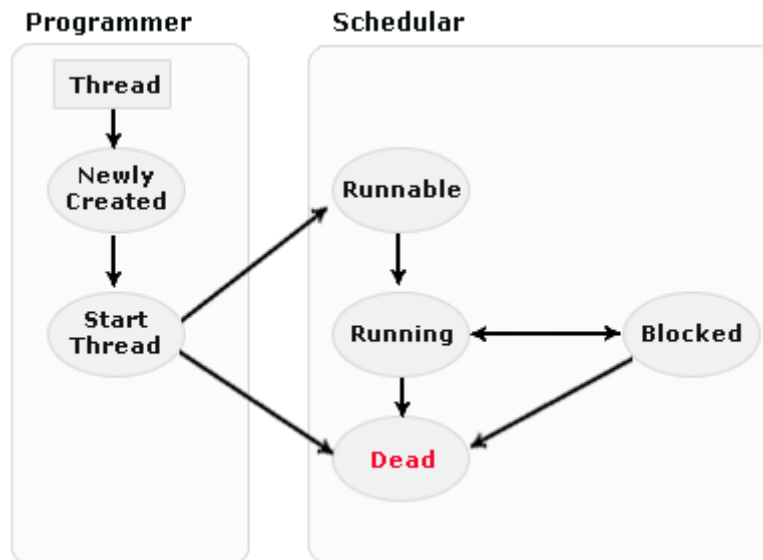 Programmer
Schedular
Thread
Newly
Created
Start
Thread
Runnable
Running
Blocked
Dead